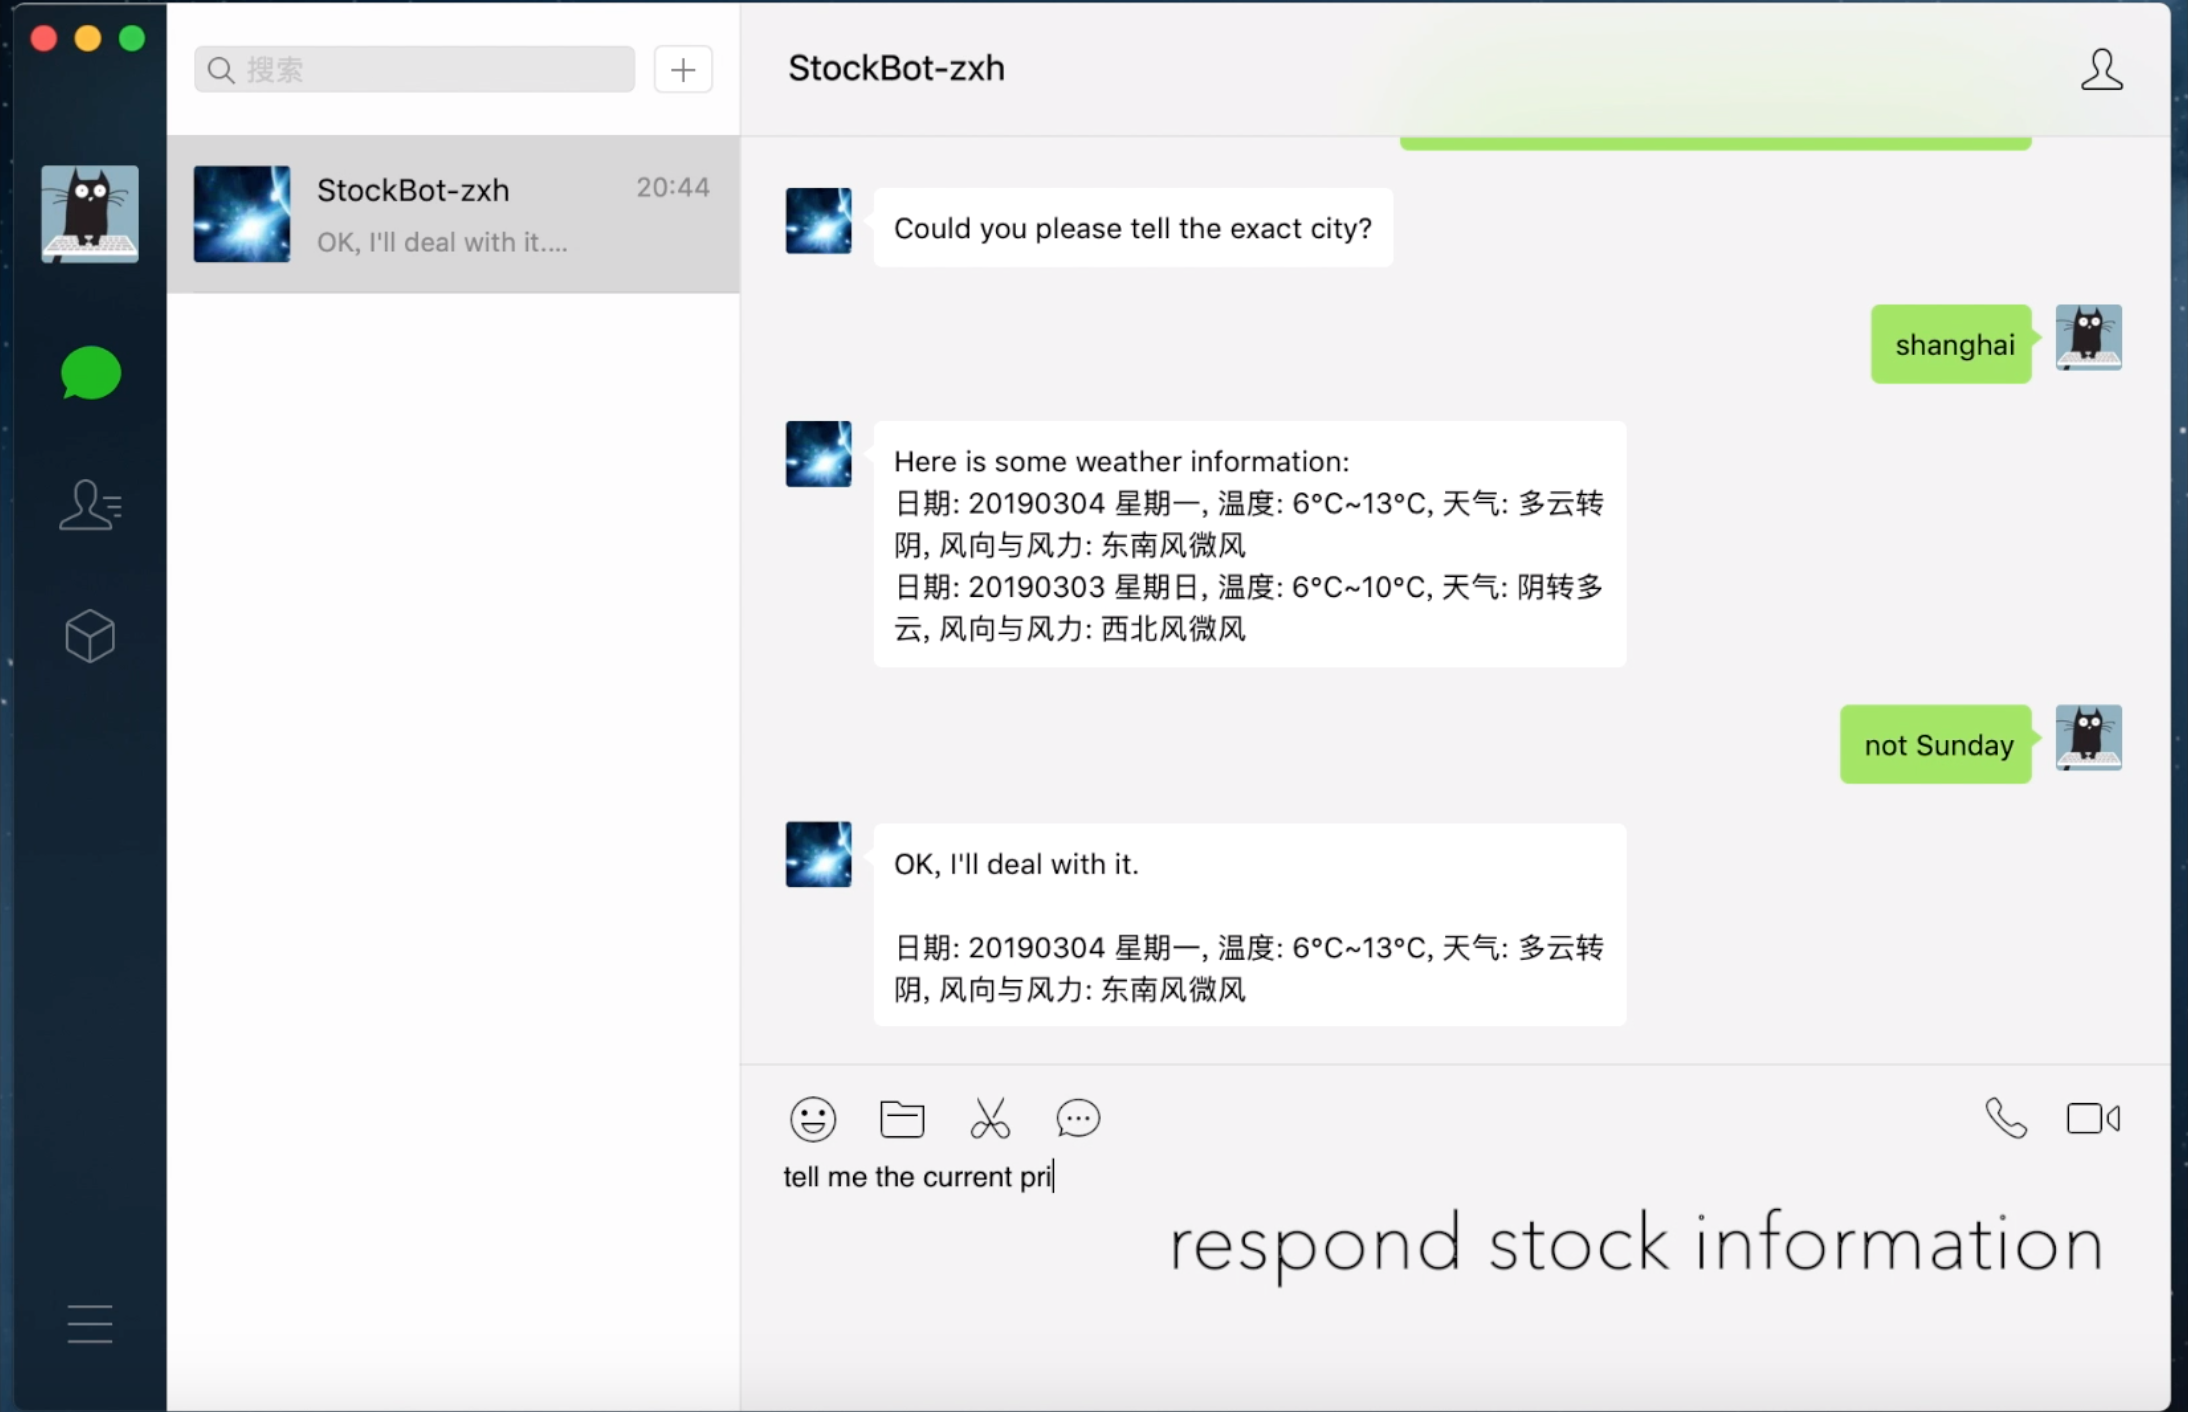 搜索
StockBot-zxh
20:44
OK, I'll deal with it....
StockBot-zxh
Could you please tell the exact city?
shanghai
Here is some weather information:
日期: 20190304 星期一, 温度: 6°C~13°C, 天气: 多云转
阴, 风向与风力: 东南风微风
日期: 20190303 星期日, 温度: 6°C~10°C, 天气: 阴转多
云, 风向与风力: 西北风微风
not Sunday
OK, I'll deal with it.
日期: 20190304 星期一, 温度: 6°C~13°C, 天气: 多云转
阴, 风向与风力: 东南风微风
tell me the current pri
respond stock information